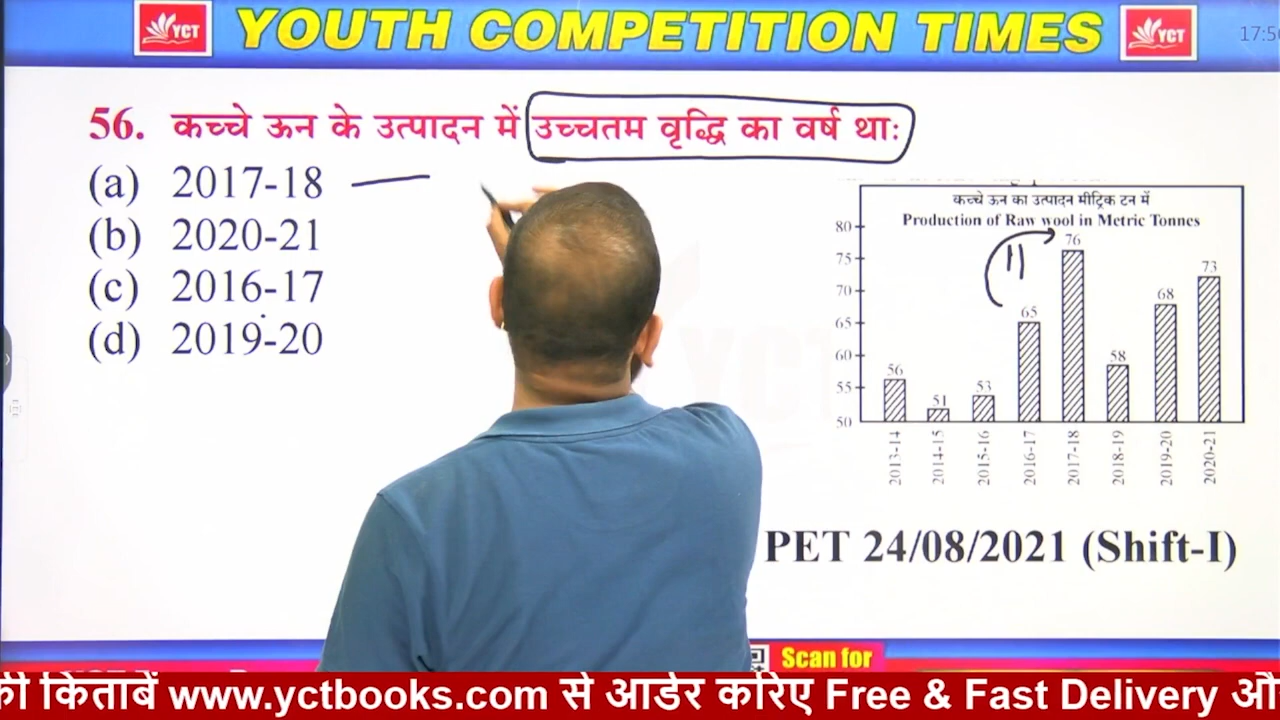 YCT
YOUTH COMPETITION TIMES
YCT
56. कच्चे ऊन के उत्पादन में उच्चतम वृद्धि का वर्ष थाः
(a) 2017-18
(b) 2020-21
(c) 2016-17
(d) 2019-20
कच्चे ऊन का उत्पादन मीट्रिक टन में
Production of Raw wool in Metric Tonnes
80
75
70
65
60
55
50
56
51
53
65
76
58
68
73
11
2013-14
2014-15
2015-16
2016-17
2017-18
2018-19
2019-20
2020-21
PET 24/08/2021 (Shift-I)
Scan for
की किताबें www.yctbooks.com से आर्डर करिए Free & Fast Delivery औ